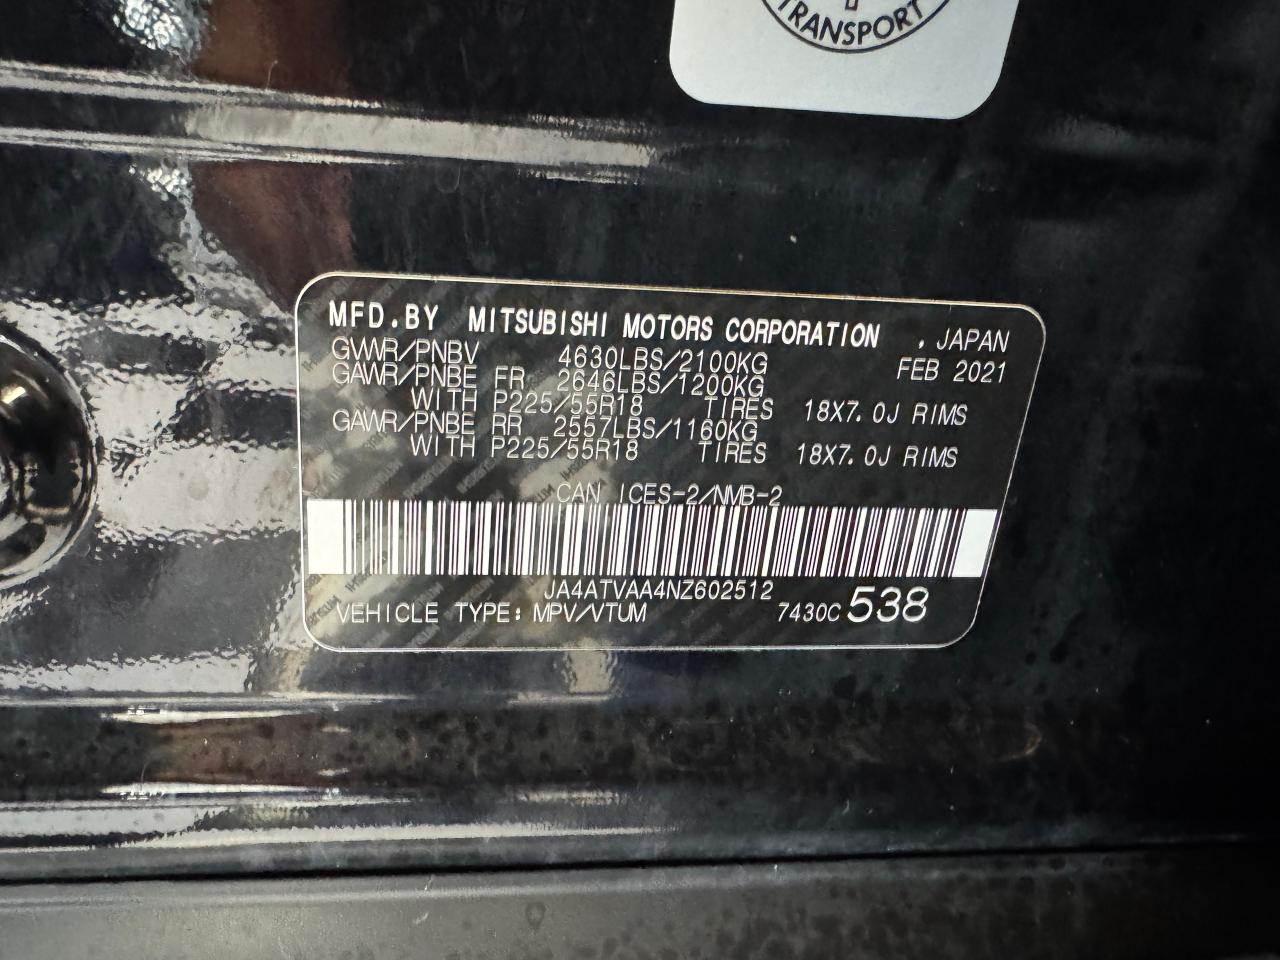 TRANSPORT
MFD.BY MITSUBISHI MOTORS CORPORATION , JAPAN
GVWR/PNBV 4630LBS/2100KG FEB 2021
GAWR/PNBE FR 2646LBS/1200KG
WITH P225/55R18 TIRES 18X7.0J RIMS
GAWR/PNBE RR 2557LBS/1160KG
WITH P225/55R18 TIRES 18X7.0J RIMS
CAN ICES-2/NMB-2
JA4ATVAA4NZ602512
VEHICLE TYPE: MPV/VTUM 7430C 538